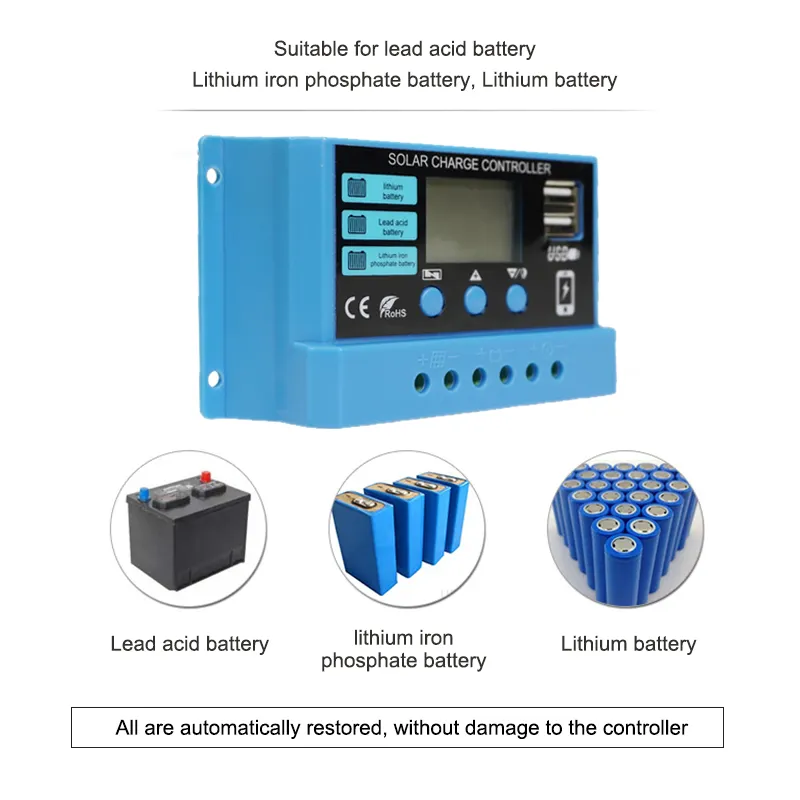 Suitable for lead acid battery
Lithium iron phosphate battery, Lithium battery
SOLAR CHARGE CONTROLLER
lithium
battery
Lead acid
battery
Lithium iron
phosphate battery
USB
CE
RoHS
Lead acid battery
lithium iron
phosphate battery
Lithium battery
All are automatically restored, without damage to the controller